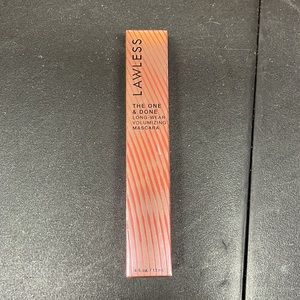 LAWLESS
THE ONE
& DONE
LONG-WEAR
VOLUMIZING
MASCARA